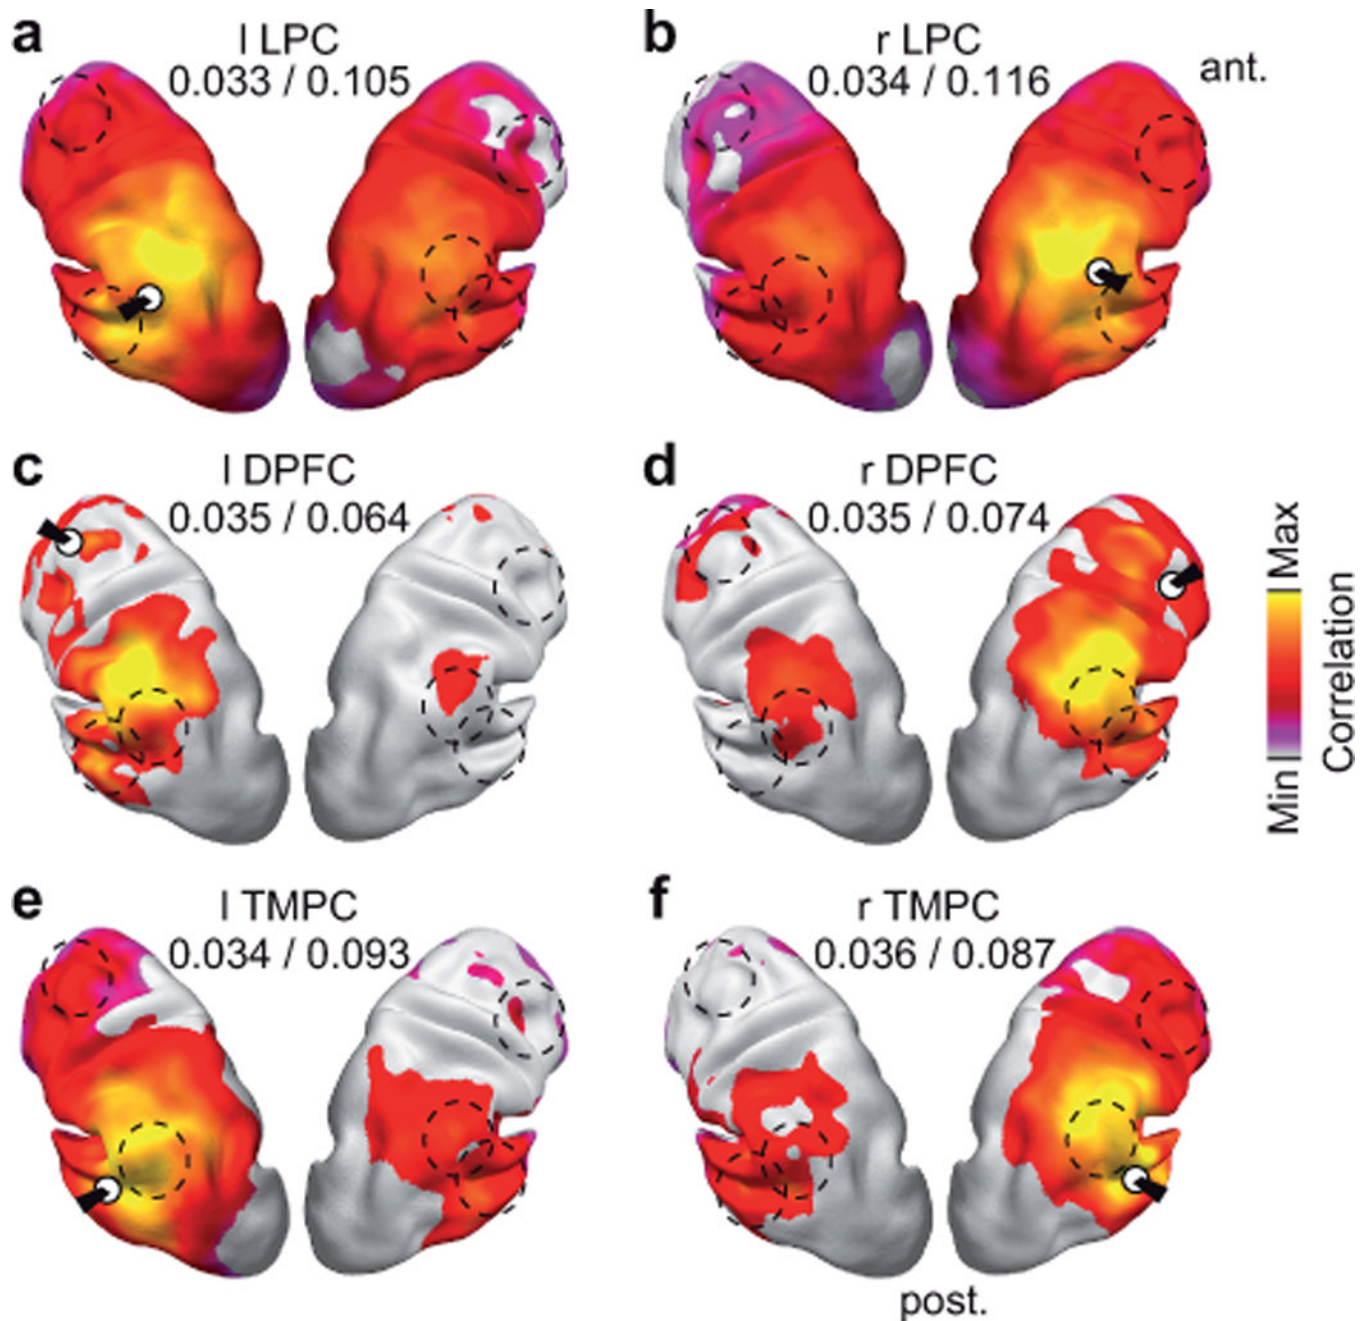 a
l LPC
0.033 / 0.105
b
r LPC
0.034 / 0.116
ant.
c
l DPFC
0.035 / 0.064
d
r DPFC
0.035 / 0.074
Min
Max
Correlation
e
l TMPC
0.034 / 0.093
f
r TMPC
0.036 / 0.087
post.